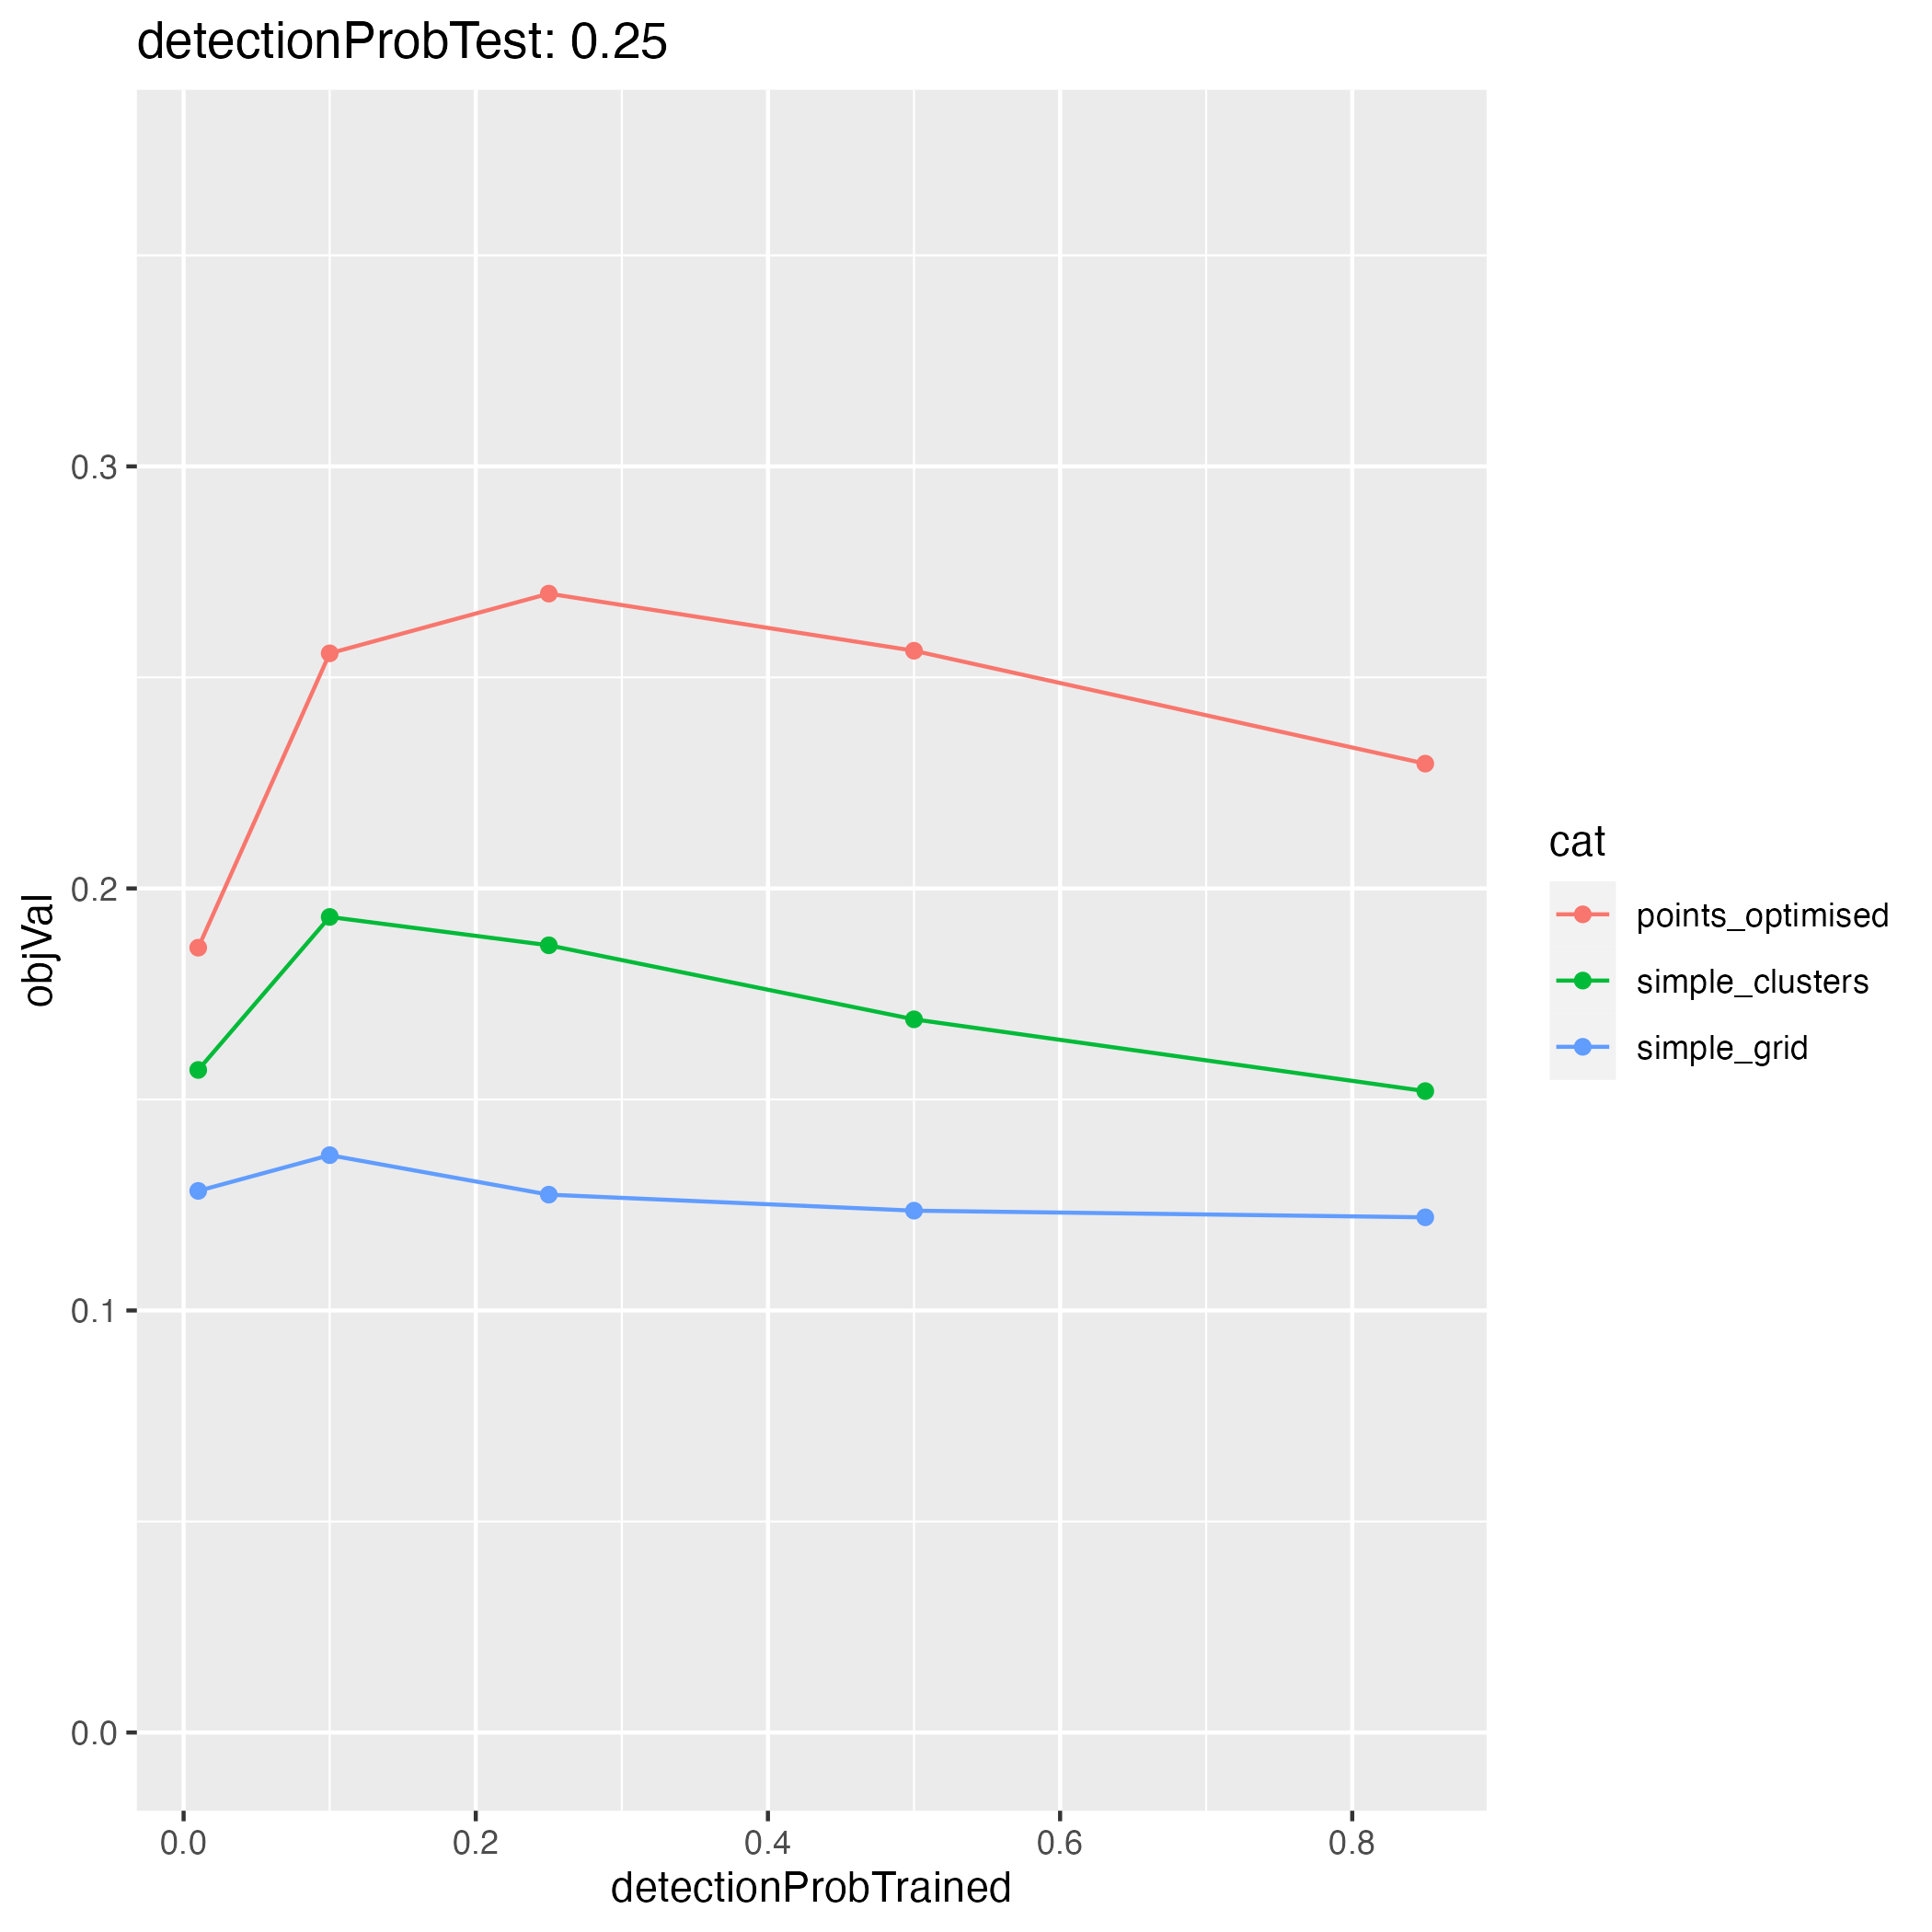 detectionProbTest: 0.25
objVal
0.3
0.2
0.1
0.0
0.0 0.2 0.4 0.6 0.8
detectionProbTrained
cat
points_optimised
simple_clusters
simple_grid